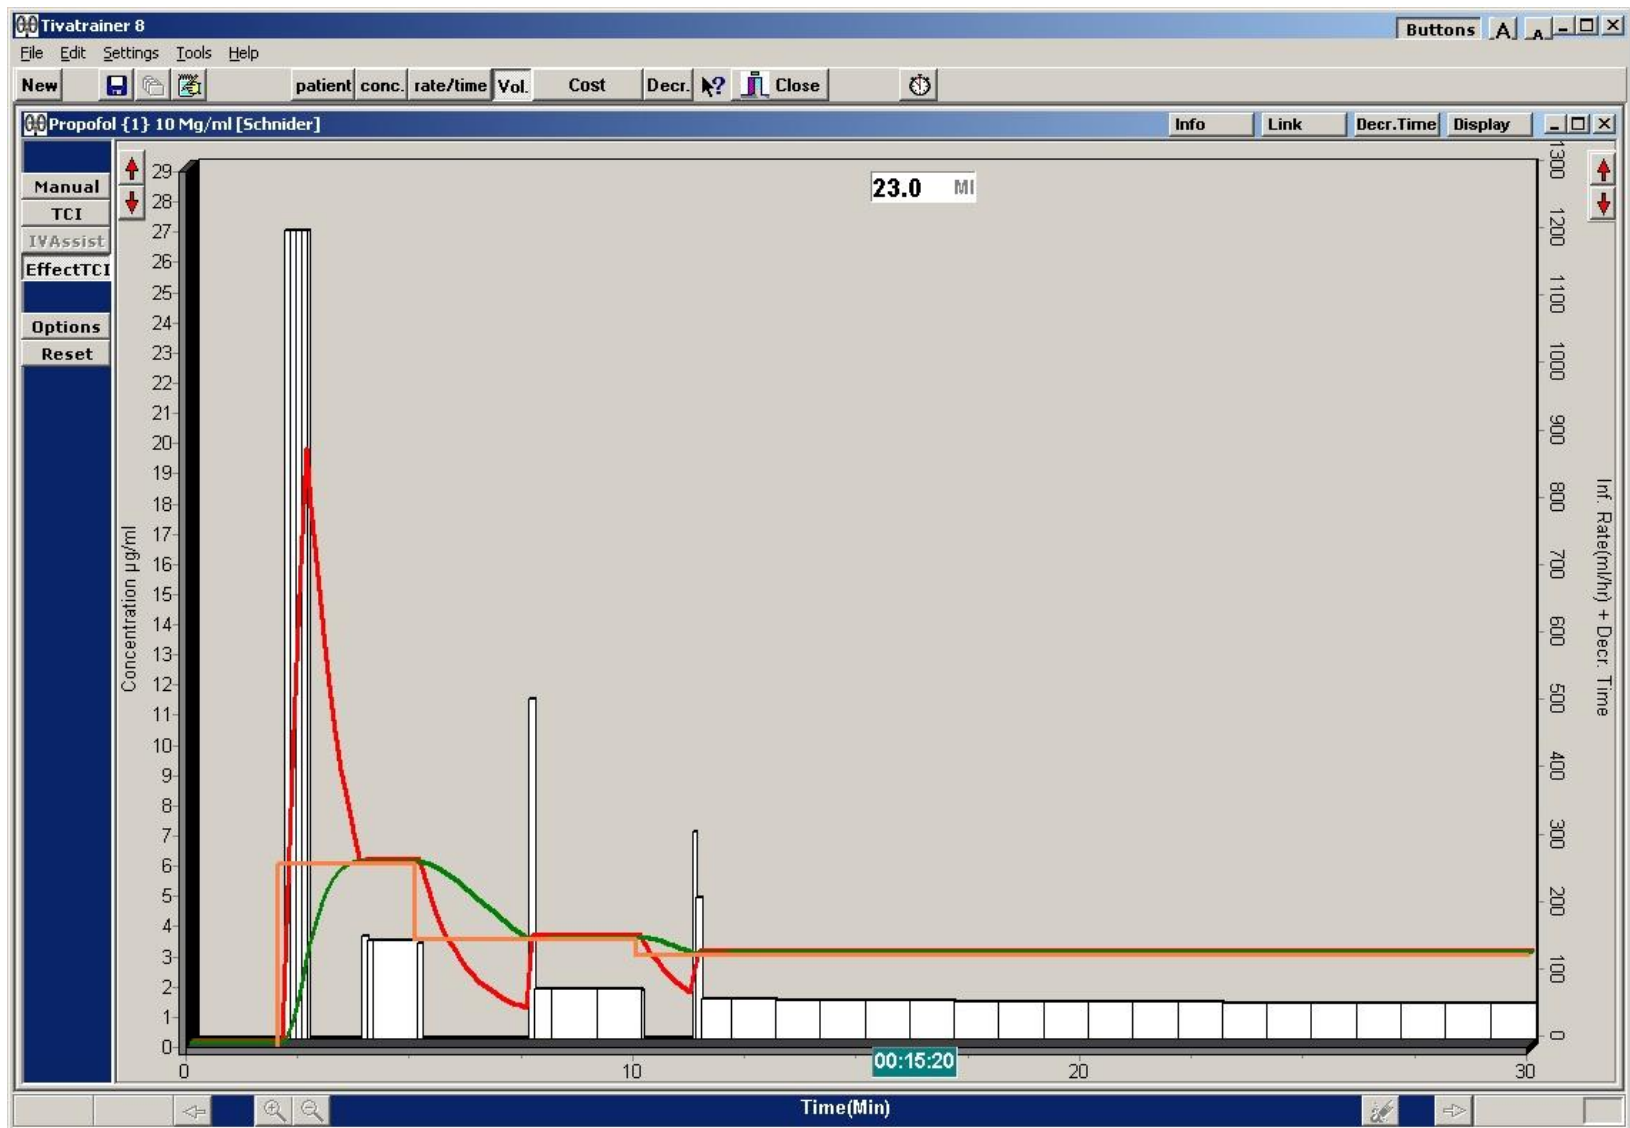 Tivatrainer 8
Buttons A A
File Edit Settings Tools Help
New patient conc. rate/time Vol. Cost Decr. ? Close
Propofol {1} 10 Mg/ml [Schnider] Info Link Decr.Time Display
Manual
TCI
IVAssist
EffectTCI
Options
Reset
23.0 Ml
29
28
27
26
25
24
23
22
21
20
19
18
17
16
15
14
13
12
11
10
9
8
7
6
5
4
3
2
1
0
Concentration µg/ml
1300
1200
1100
1000
900
800
700
600
500
400
300
200
100
0
Inf. Rate(ml/hr) + Decr. Time
0 10 20 30
00:15:20
Time(Min)